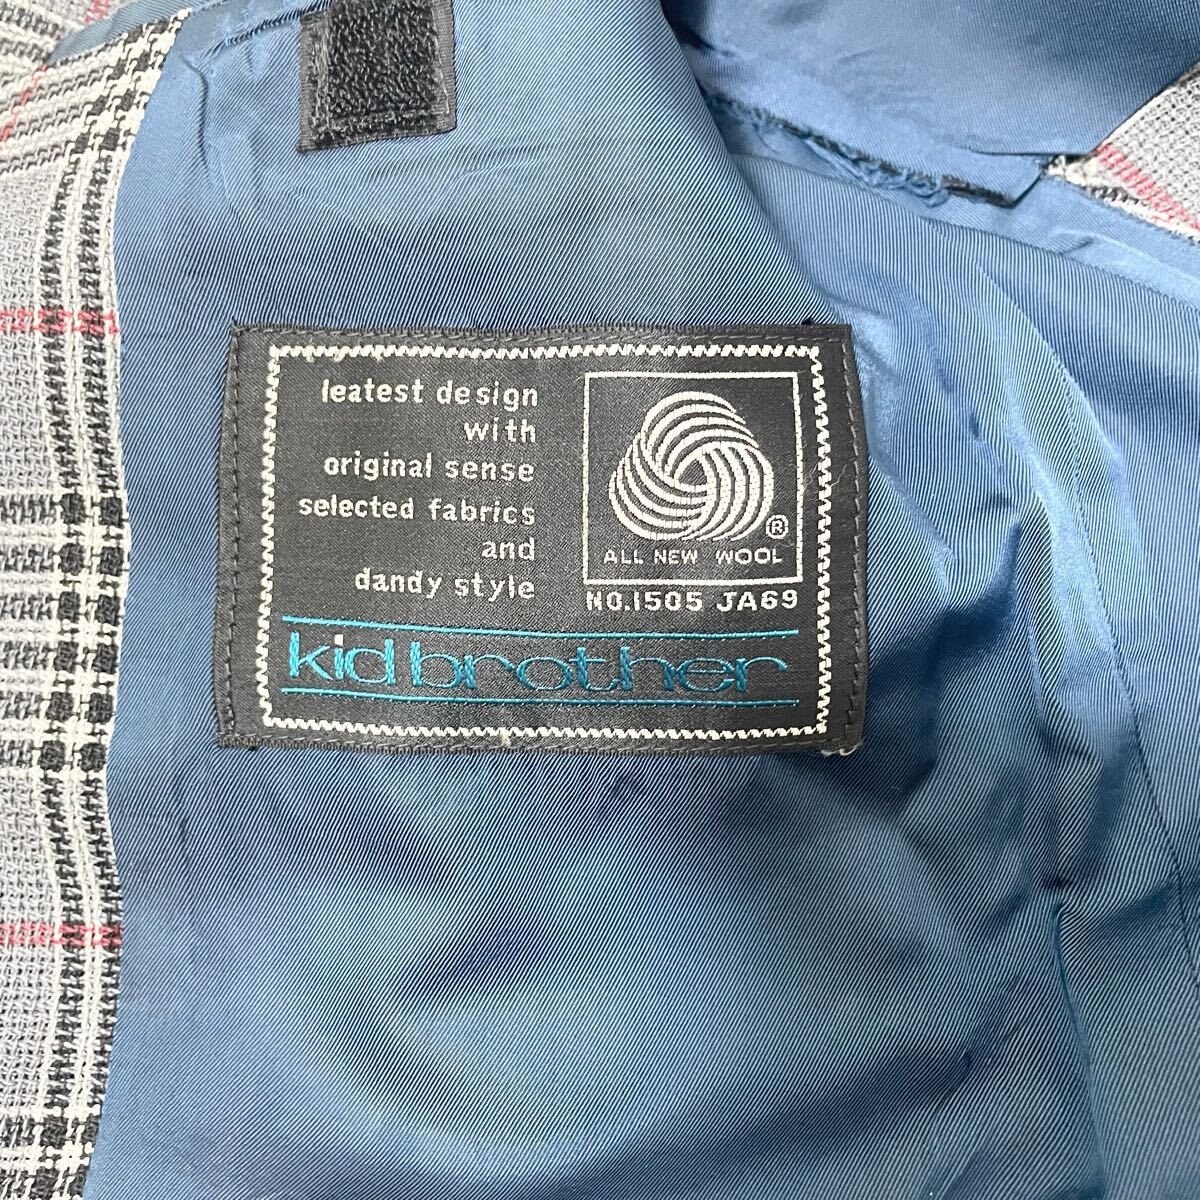 leatest design
with
original sense
selected fabrics
and
dandy style
®
ALL NEW WOOL
NO.1505 JA69
kid brother